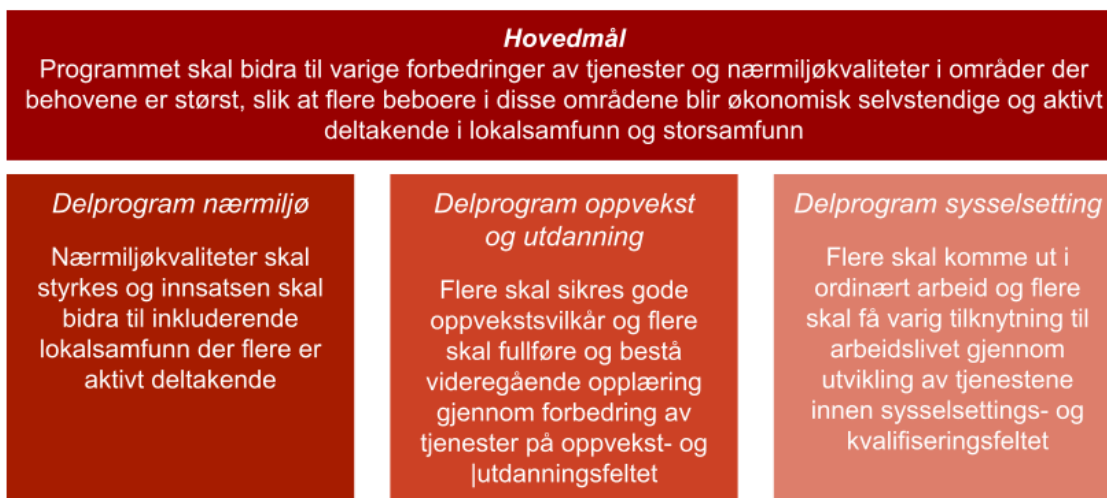 Hovedmål
Programmet skal bidra til varige forbedringer av tjenester og nærmiljøkvaliteter i områder der
behovene er størst, slik at flere beboere i disse områdene blir økonomisk selvstendige og aktivt
deltakende i lokalsamfunn og storsamfunn
Delprogram nærmiljø
Nærmiljøkvaliteter skal
styrkes og innsatsen skal
bidra til inkluderende
lokalsamfunn der flere er
aktivt deltakende
Delprogram oppvekst
og utdanning
Flere skal sikres gode
oppvekstsvilkår og flere
skal fullføre og bestå
videregående opplæring
gjennom forbedring av
tjenester på oppvekst- og
|utdanningsfeltet
Delprogram sysselsetting
Flere skal komme ut i
ordinært arbeid og flere
skal få varig tilknytning til
arbeidslivet gjennom
utvikling av tjenestene
innen sysselsettings- og
kvalifiseringsfeltet